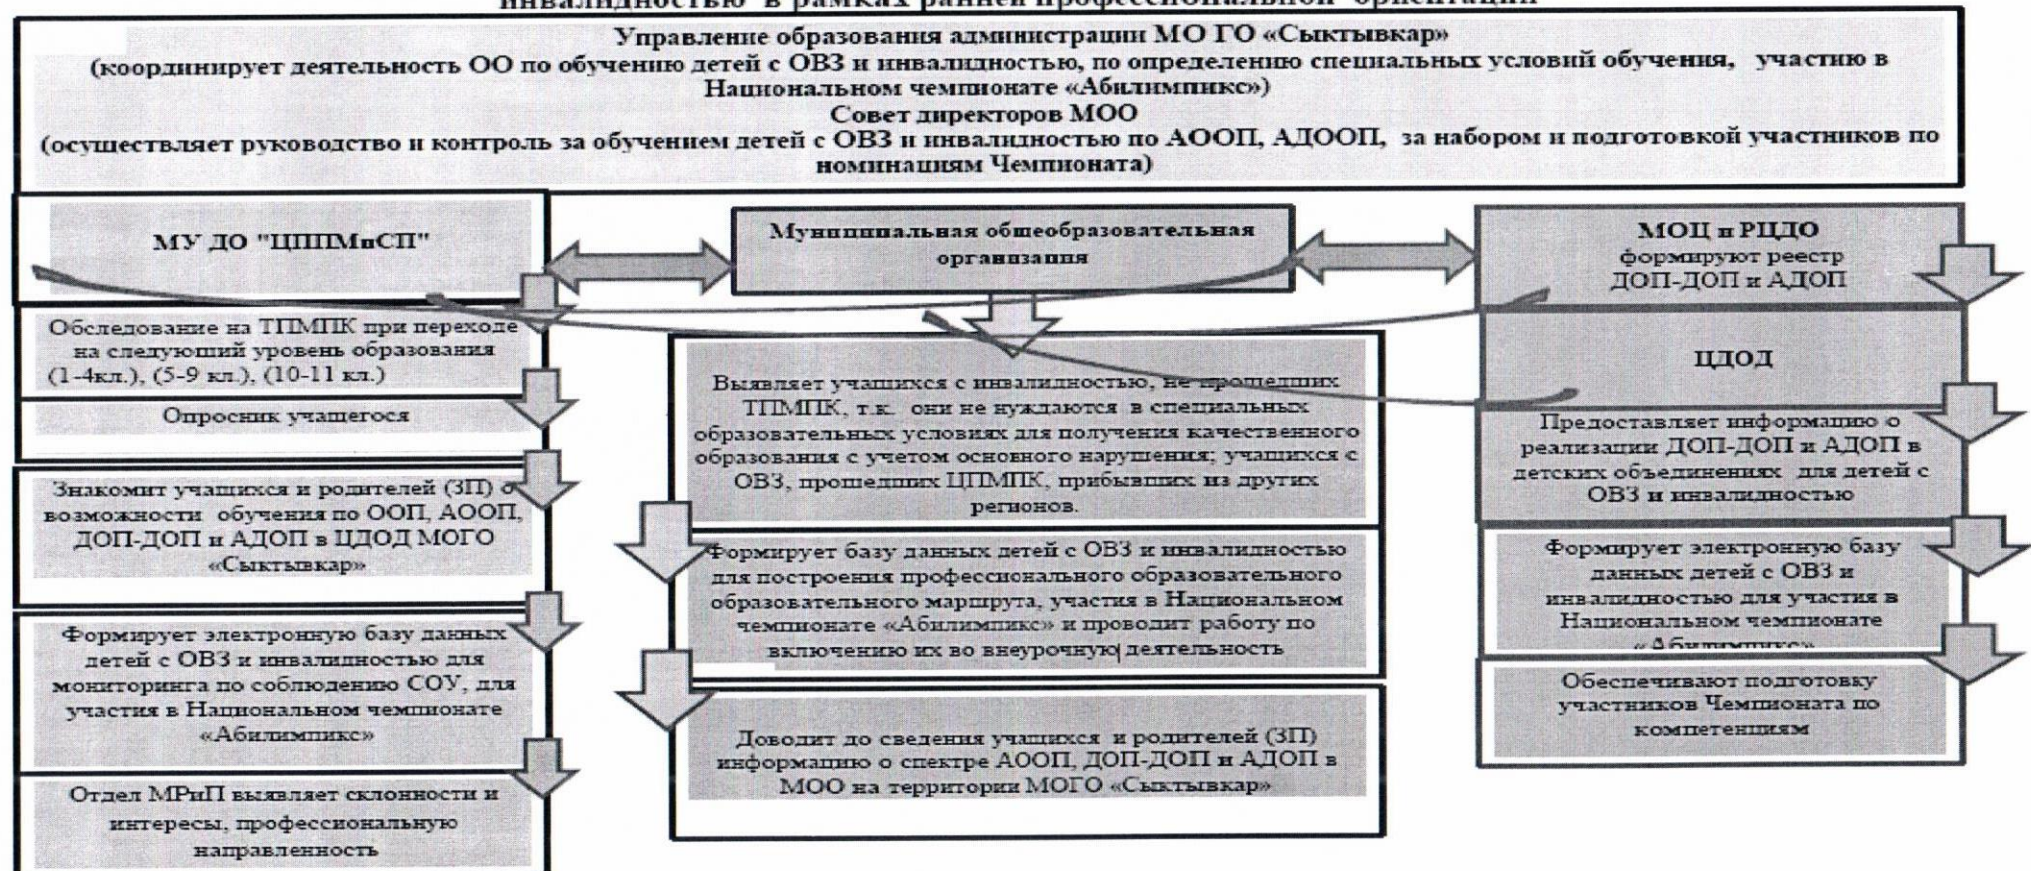 инвалидностью в рамках ранней профессиональной ориентации
Управление образования администрации МО ГО «Сыктывкар»
(координирует деятельность ОО по обучению детей с ОВЗ и инвалидностью, по определению специальных условий обучения, участию в
Национальном чемпионате «Абилимпикс»)
Совет директоров МОО
(осуществляет руководство и контроль за обучением детей с ОВЗ и инвалидностью по АООП, АДООП, за набором и подготовкой участников по
номинациям Чемпионата)
МУ ДО "ЦППМиСП"
Обследование на ТПМПК при переходе
на следующий уровень образования
(1-4кл.), (5-9 кл.), (10-11 кл.)
Опросник учащегося
Знакомит учащихся и родителей (ЗП) о
возможности обучения по ООП, АООП,
ДОП-ДОП и АДОП в ЦДОД МОГО
«Сыктывкар»
Формирует электронную базу данных
детей с ОВЗ и инвалидностью для
мониторинга по соблюдению СОУ, для
участия в Национальном чемпионате
«Абилимпикс»
Отдел МРиП выявляет склонности и
интересы, профессиональную
направленность
Муниципальная общеобразовательная
организация
Выявляет учащихся с инвалидностью, не прошедших
ТПМПК, т.к. они не нуждаются в специальных
образовательных условиях для получения качественного
образования с учетом основного нарушения; учащихся с
ОВЗ, прошедших ЦПМПК, прибывших из других
регионов.
Формирует базу данных детей с ОВЗ и инвалидностью
для построения профессионального образовательного
образовательного маршрута, участия в Национальном
чемпионате «Абилимпикс» и проводит работу по
включению их во внеурочную деятельность
Доводит до сведения учащихся и родителей (ЗП)
информацию о спектре АООП, ДОП-ДОП и АДОП в
МОО на территории МОГО «Сыктывкар»
МОЦ и РЦДО
формируют реестр
ДОП-ДОП и АДОП
ЦДОД
Предоставляет информацию о
реализации ДОП-ДОП и АДОП в
детских объединениях для детей с
ОВЗ и инвалидностью
Формирует электронную базу
данных детей с ОВЗ и
инвалидностью для участия в
Национальном чемпионате
«Абилимпикс»
Обеспечивают подготовку
участников Чемпионата по
компетенциям